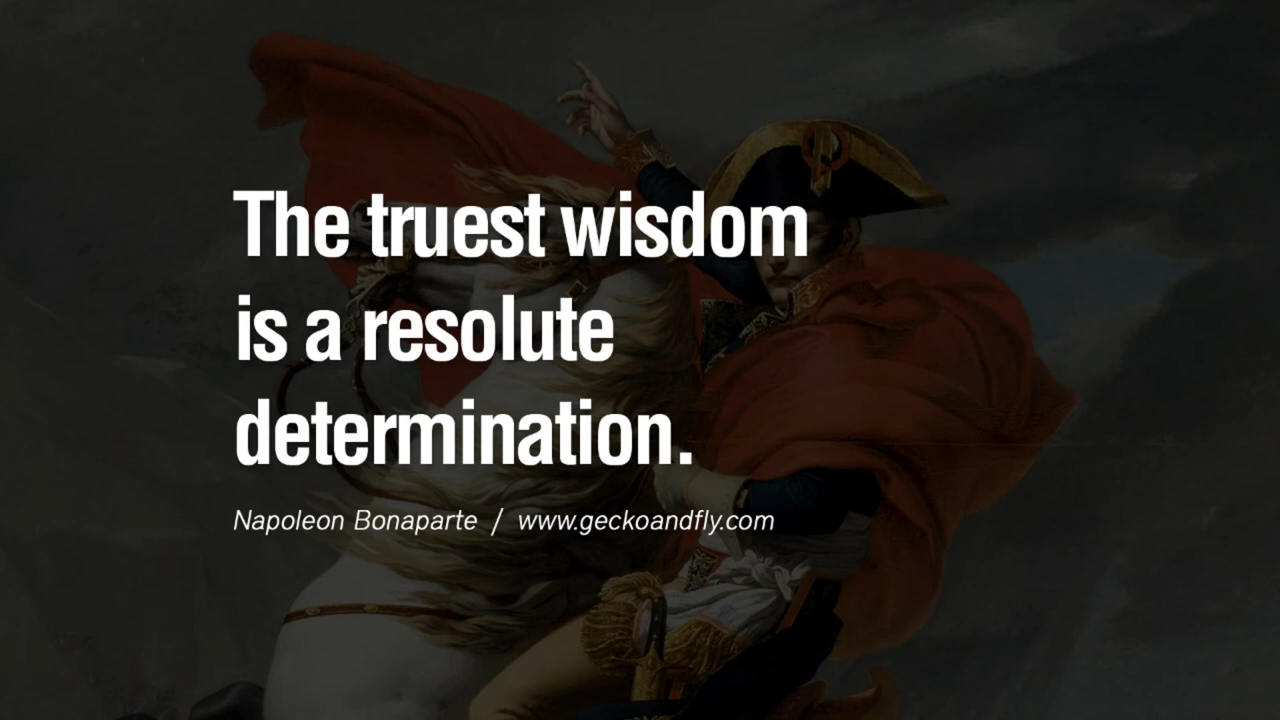 The truest wisdom
is a resolute
determination.
Napoleon Bonaparte / www.geckoandfly.com